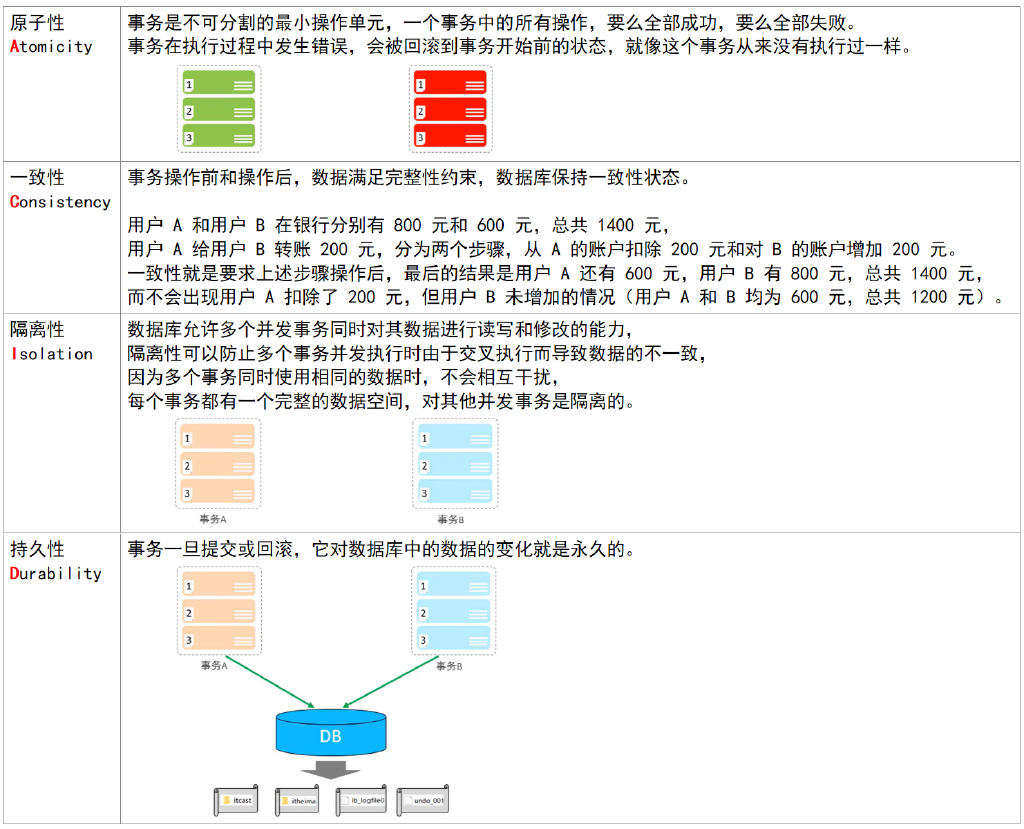 原子性
Atomicity
事务是不可分割的最小操作单元，一个事务中的所有操作，要么全部成功，要么全部失败。
事务在执行过程中发生错误，会被回滚到事务开始前的状态，就像这个事务从来没有执行过一样。
1
2
3
1
2
3
一致性
Consistency
事务操作前和操作后，数据满足完整性约束，数据库保持一致性状态。
用户 A 和用户 B 在银行分别有 800 元和 600 元，总共 1400 元，
用户 A 给用户 B 转账 200 元，分为两个步骤，从 A 的账户扣除 200 元和对 B 的账户增加 200 元。
一致性就是要求上述步骤操作后，最后的结果是用户 A 还有 600 元，用户 B 有 800 元，总共 1400 元，
而不会出现用户 A 扣除了 200 元，但用户 B 未增加的情况（用户 A 和 B 均为 600 元，总共 1200 元）。
隔离性
Isolation
数据库允许多个并发事务同时对其数据进行读写和修改的能力，
隔离性可以防止多个事务并发执行时由于交叉执行而导致数据的不一致，
因为多个事务同时使用相同的数据时，不会相互干扰，
每个事务都有一个完整的数据空间，对其他并发事务是隔离的。
1
2
3
事务A
1
2
3
事务B
持久性
Durability
事务一旦提交或回滚，它对数据库中的数据的变化就是永久的。
1
2
3
事务A
1
2
3
事务B
DB
itcast
itheima
ib_logfile0
undo_001